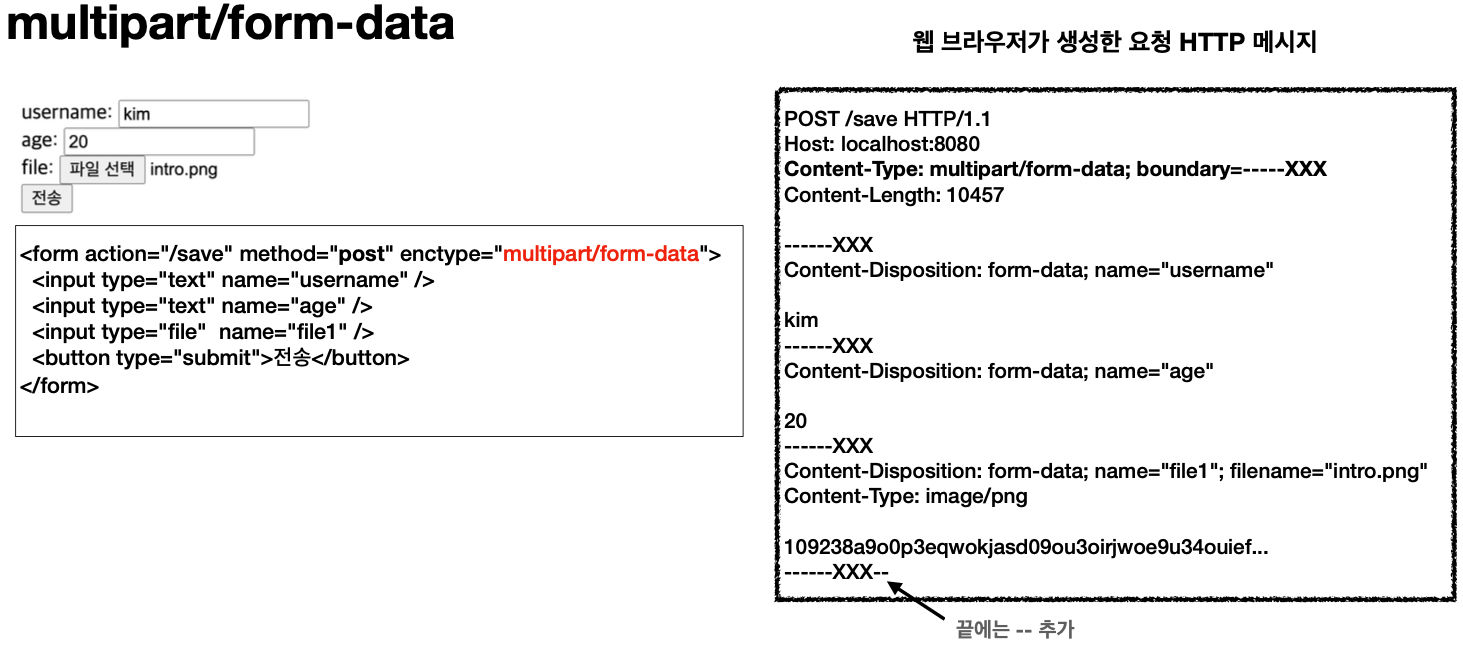 multipart/form-data
username: kim
age: 20
file: 파일 선택 intro.png
전송
<form action="/save" method="post" enctype="multipart/form-data">
<input type="text" name="username" />
<input type="text" name="age" />
<input type="file"  name="file1" />
<button type="submit">전송</button>
</form>
웹 브라우저가 생성한 요청 HTTP 메시지
POST /save HTTP/1.1
Host: localhost:8080
Content-Type: multipart/form-data; boundary=-----XXX
Content-Length: 10457
------XXX
Content-Disposition: form-data; name="username"
kim
------XXX
Content-Disposition: form-data; name="age"
20
------XXX
Content-Disposition: form-data; name="file1"; filename="intro.png"
Content-Type: image/png
109238a9o0p3eqwokjasd09ou3oirjwoe9u34ouief...
------XXX--
끝에는 -- 추가